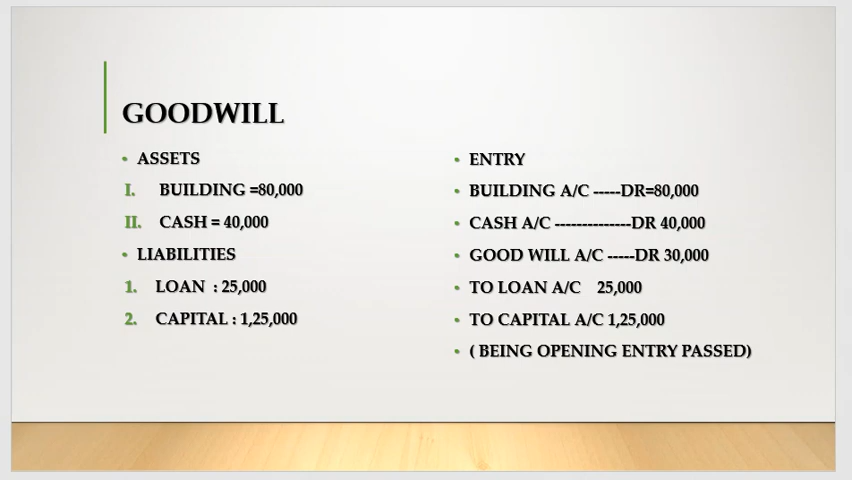 GOODWILL
• ASSETS
I. BUILDING =80,000
II. CASH = 40,000
• LIABILITIES
1. LOAN : 25,000
2. CAPITAL : 1,25,000
• ENTRY
• BUILDING A/C -----DR=80,000
• CASH A/C --------------DR 40,000
• GOOD WILL A/C -----DR 30,000
• TO LOAN A/C 25,000
• TO CAPITAL A/C 1,25,000
• ( BEING OPENING ENTRY PASSED)